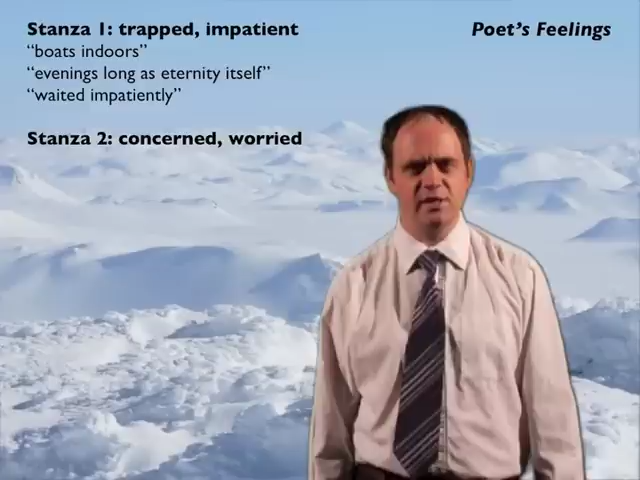 Stanza 1: trapped, impatient
Poet's Feelings
“boats indoors”
“evenings long as eternity itself”
“waited impatiently”
Stanza 2: concerned, worried